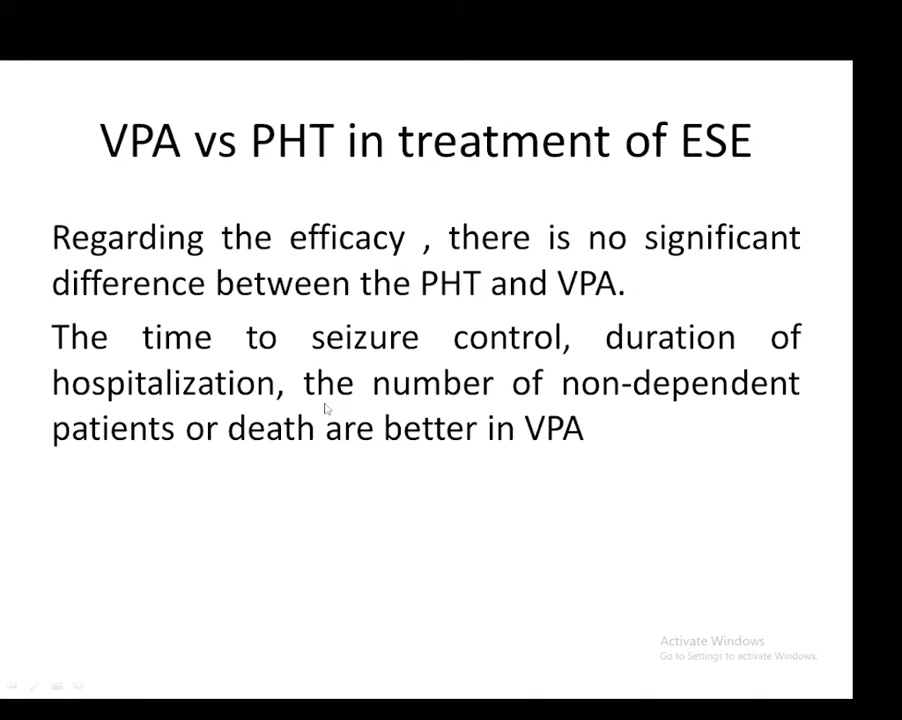 VPA vs PHT in treatment of ESE
Regarding the efficacy , there is no significant
difference between the PHT and VPA.
The time to seizure control, duration of
hospitalization, the number of non-dependent
patients or death are better in VPA
Activate Windows
Go to Settings to activate Windows.